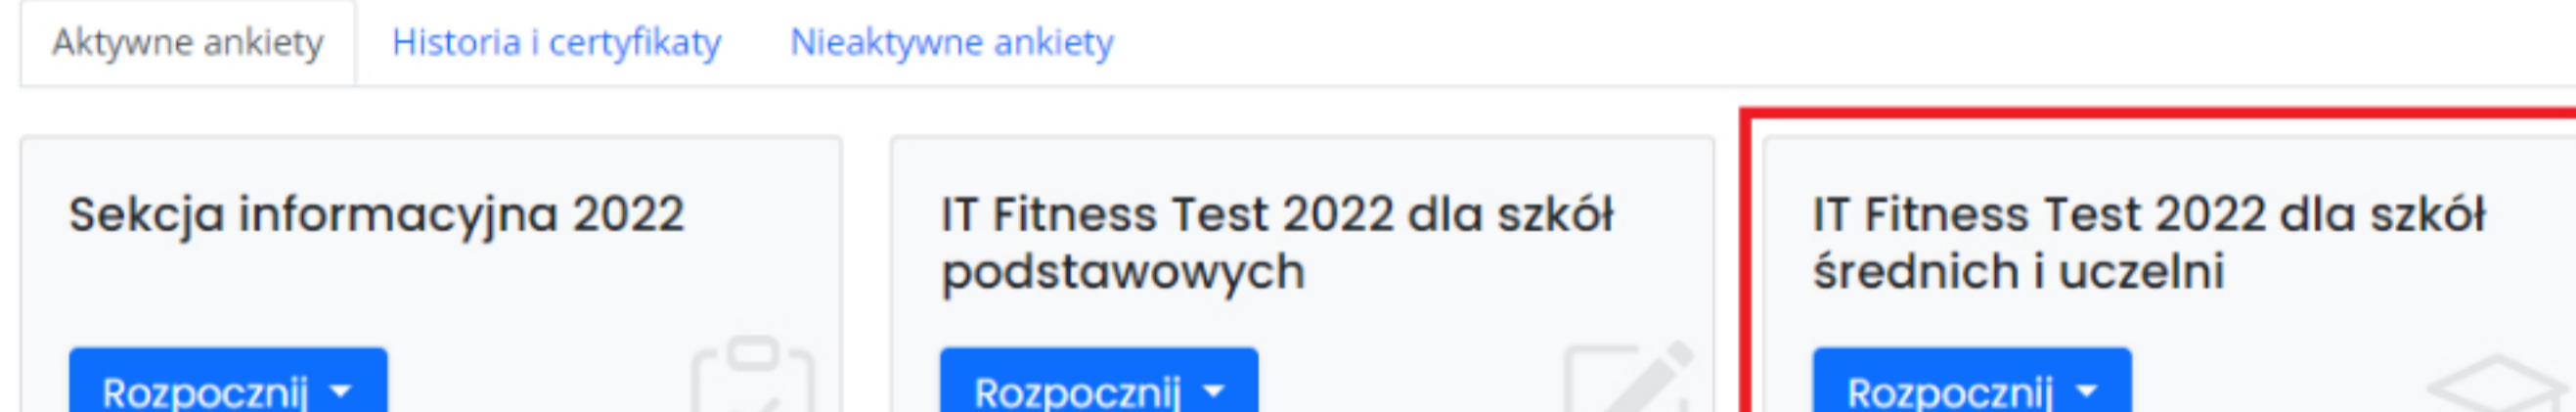 Aktywne ankiety Historia i certyfikaty Nieaktywne ankiety
Sekcja informacyjna 2022
IT Fitness Test 2022 dla szkół
podstawowych
IT Fitness Test 2022 dla szkół
średnich i uczelni
Rozpocznij
Rozpocznij
Rozpocznij